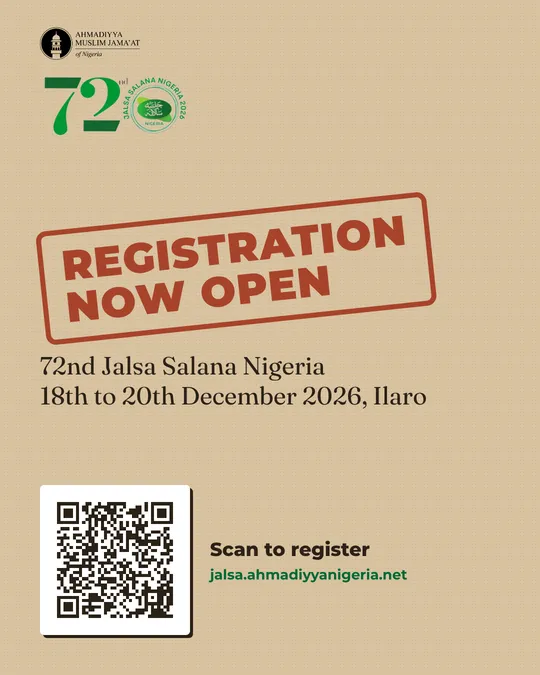 AHMADIYYA
MUSLIM JAMA'AT
of Nigeria
72nd
JALSA SALANA NIGERIA 2026
NIGERIA
REGISTRATION
NOW OPEN
72nd Jalsa Salana Nigeria
18th to 20th December 2026, Ilaro
Scan to register
jalsa.ahmadiyyanigeria.net